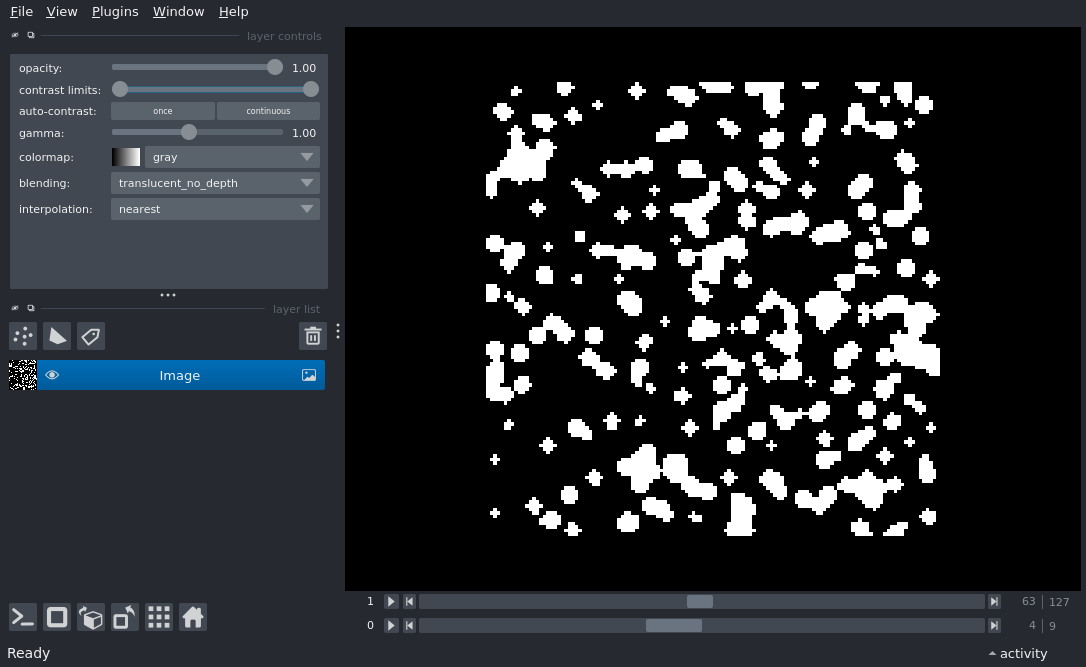 File View Plugins Window Help
layer controls
opacity: 1.00
contrast limits:
auto-contrast: once continuous
gamma: 1.00
colormap: gray
blending: translucent_no_depth
interpolation: nearest
layer list
Image
1 63 127
0 4 9
Ready activity